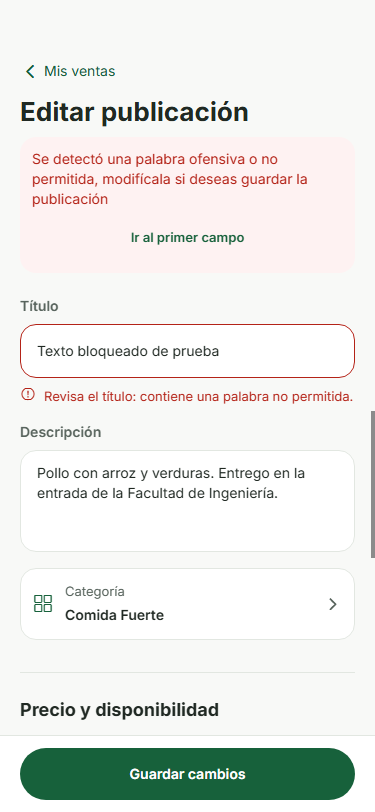 Mis ventas
Editar publicación
Se detectó una palabra ofensiva o no
permitida, modifícala si deseas guardar la
publicación
Ir al primer campo
Título
Texto bloqueado de prueba
Revisa el título: contiene una palabra no permitida.
Descripción
Pollo con arroz y verduras. Entrego en la
entrada de la Facultad de Ingeniería.
Categoría
Comida Fuerte
Precio y disponibilidad
Guardar cambios